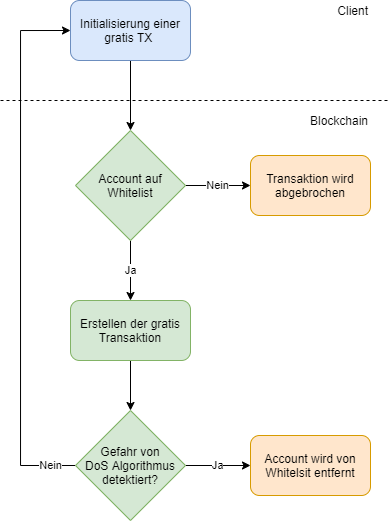 Client
Initialisierung einer
gratis TX
Blockchain
Account auf
Whitelist
Nein
Transaktion wird
abgebrochen
Ja
Erstellen der gratis
Transaktion
Gefahr von
DoS Algorithmus
detektiert?
Nein
Ja
Account wird von
Whitelsit entfernt